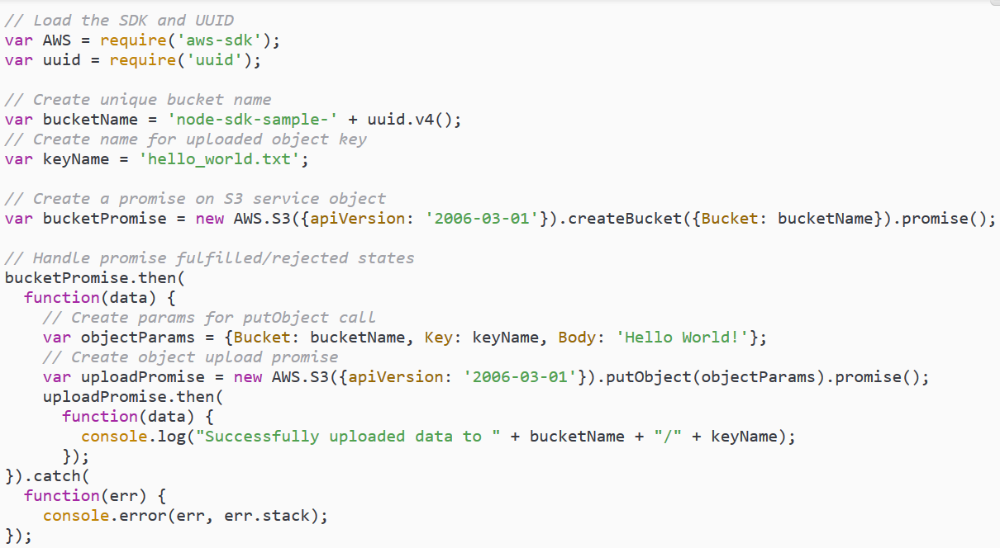 // Load the SDK and UUID
var AWS = require('aws-sdk');
var uuid = require('uuid');

// Create unique bucket name
var bucketName = 'node-sdk-sample-' + uuid.v4();
// Create name for uploaded object key
var keyName = 'hello_world.txt';

// Create a promise on S3 service object
var bucketPromise = new AWS.S3({apiVersion: '2006-03-01'}).createBucket({Bucket: bucketName}).promise();

// Handle promise fulfilled/rejected states
bucketPromise.then(
  function(data) {
    // Create params for putObject call
    var objectParams = {Bucket: bucketName, Key: keyName, Body: 'Hello World!'};
    // Create object upload promise
    var uploadPromise = new AWS.S3({apiVersion: '2006-03-01'}).putObject(objectParams).promise();
    uploadPromise.then(
      function(data) {
        console.log("Successfully uploaded data to " + bucketName + "/" + keyName);
      });
}).catch(
  function(err) {
    console.error(err, err.stack);
});